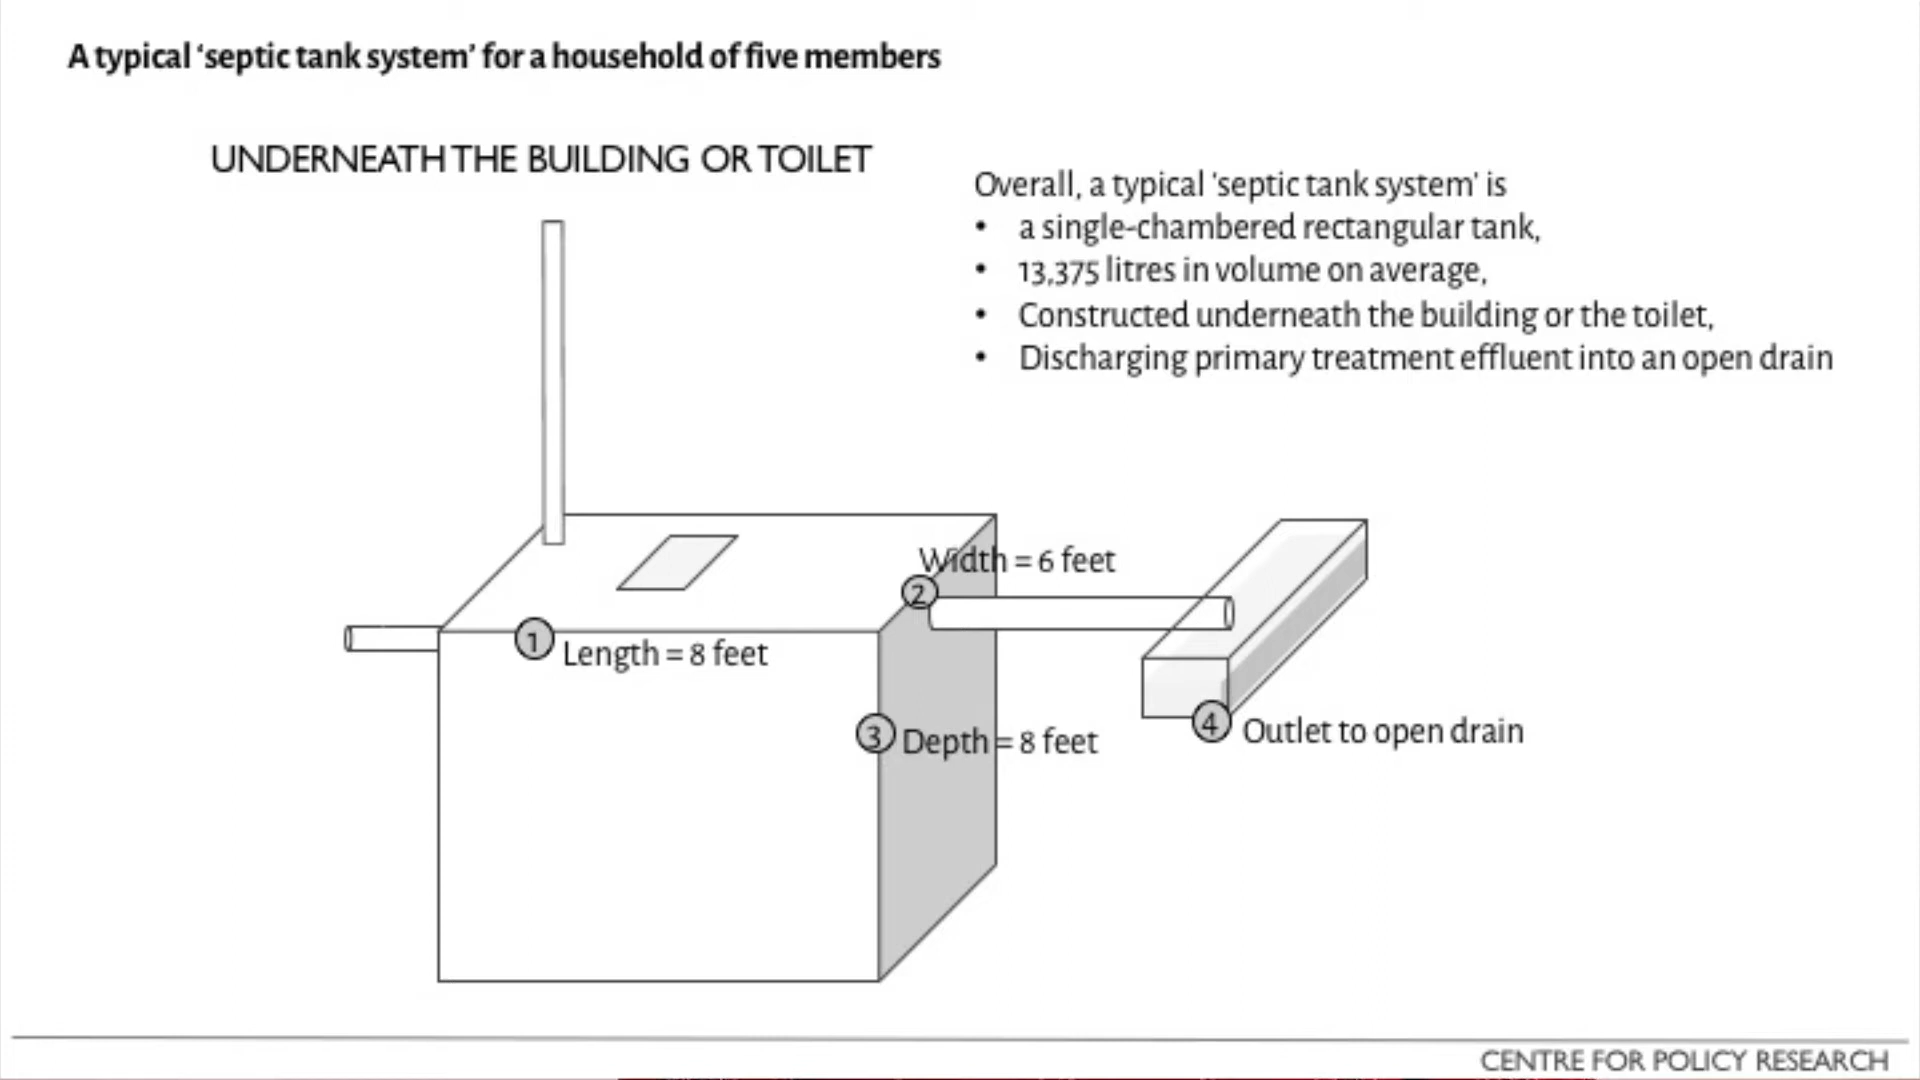 A typical ‘septic tank system’ for a household of five members
UNDERNEATH THE BUILDING OR TOILET
Overall, a typical 'septic tank system' is
• a single-chambered rectangular tank,
• 13,375 litres in volume on average,
• Constructed underneath the building or the toilet,
• Discharging primary treatment effluent into an open drain
Width = 6 feet
2
1
Length = 8 feet
3
Depth = 8 feet
4
Outlet to open drain
CENTRE FOR POLICY RESEARCH